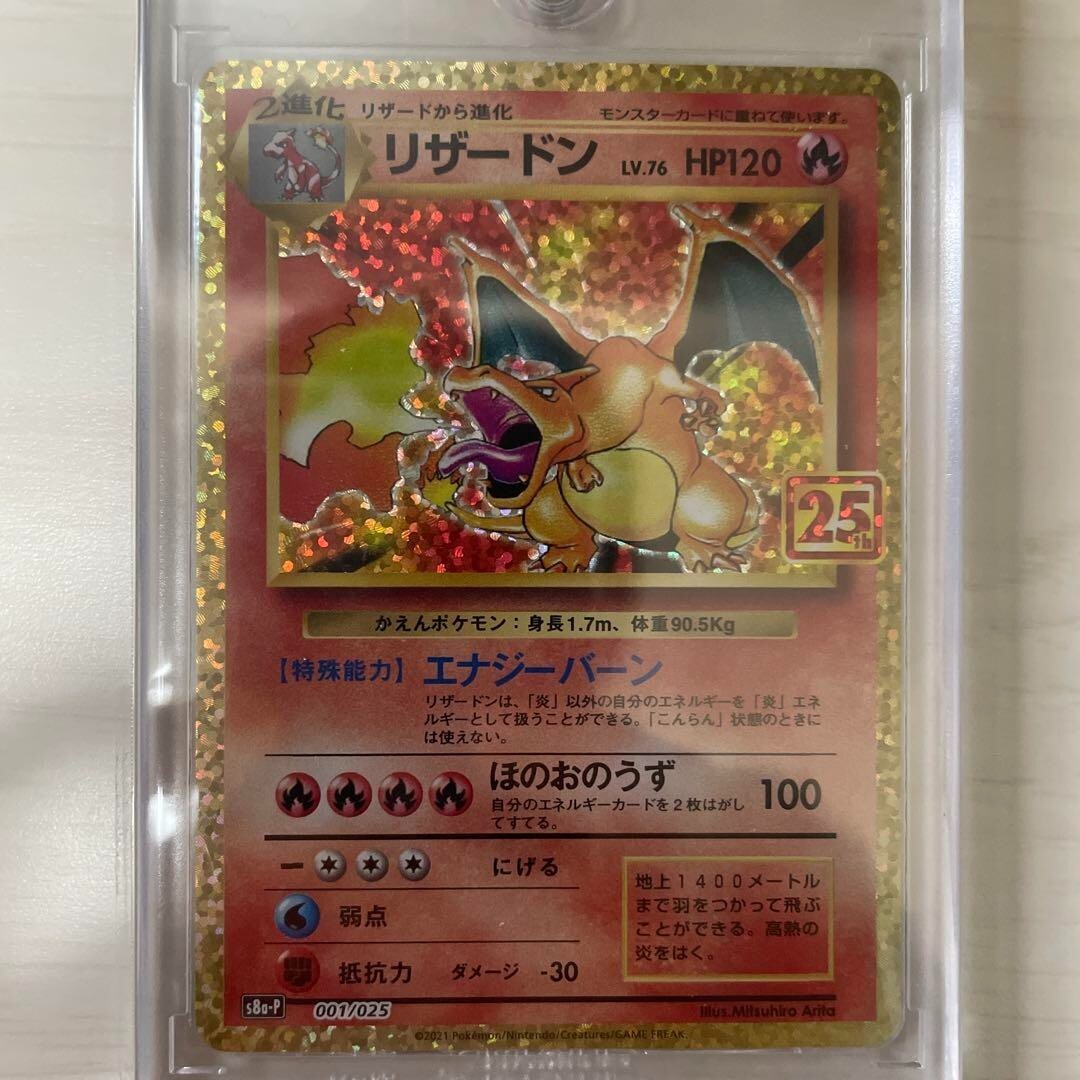 2進化 リザードから進化 モンスターカードに重ねて使います。
リザードン LV.76 HP120
25th
かえんポケモン：身長1.7m、体重90.5Kg
【特殊能力】エナジーバーン
リザードンは、「炎」以外の自分のエネルギーを「炎」エネ
ルギーとして扱うことができる。「こんらん」状態のときに
は使えない。
ほのおのうず 100
自分のエネルギーカードを2枚はがし
てすてる。
ー にげる
弱点
抵抗力 ダメージ -30
地上1400メートル
まで羽をつかって飛ぶ
ことができる。高熱の
炎をはく。
s8a-P 001/025 Illus.Mitsuhiro Arita
©2021 Pokémon/Nintendo/Creatures/GAME FREAK.